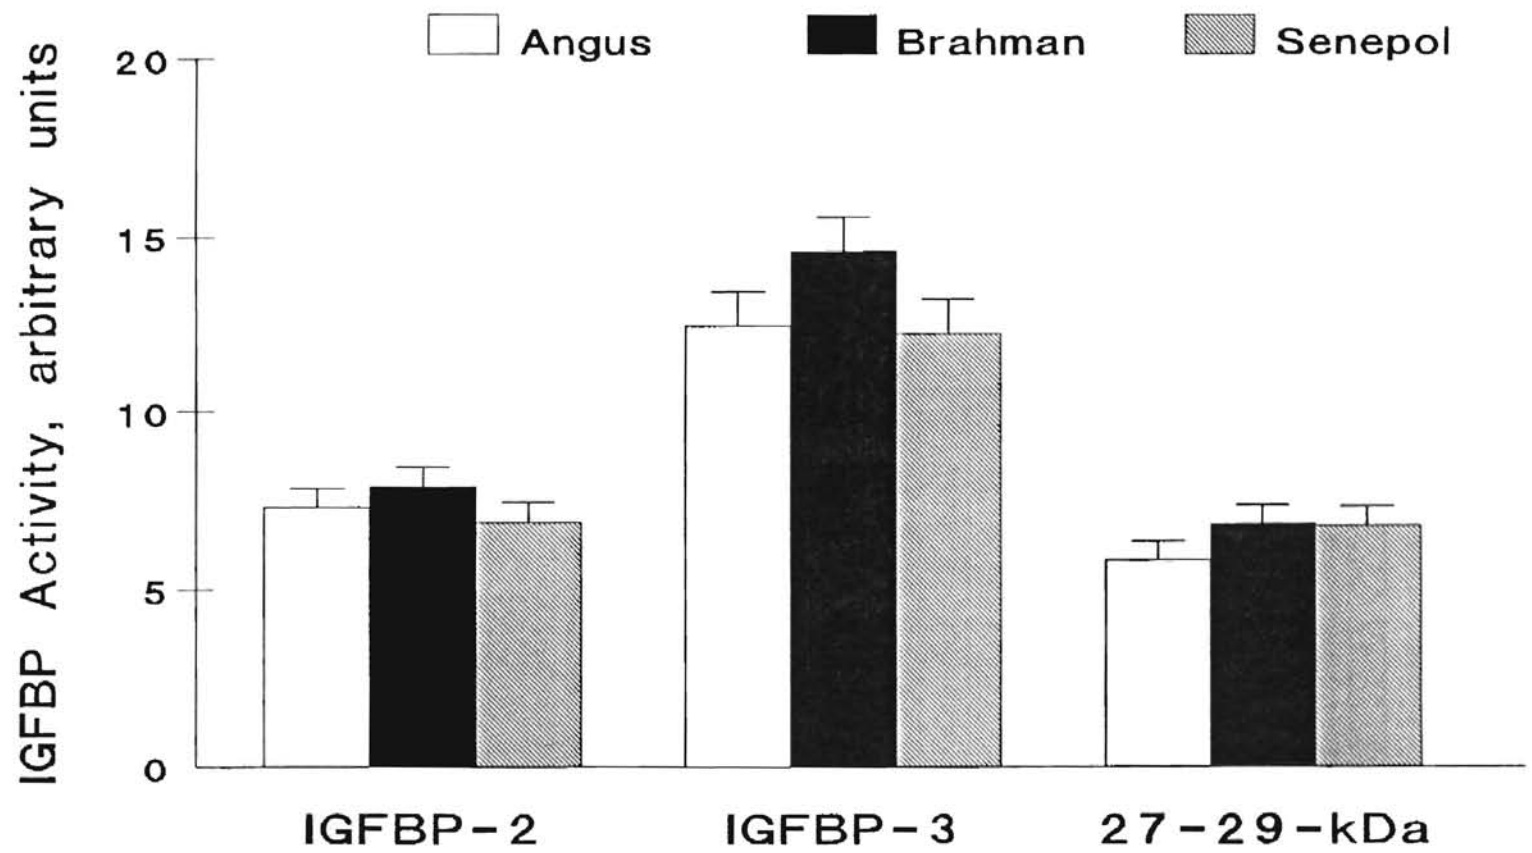 Angus Brahman Senepol
IGFBP Activity, arbitrary units
20
15
10
5
0
IGFBP-2 IGFBP-3 27-29-kDa